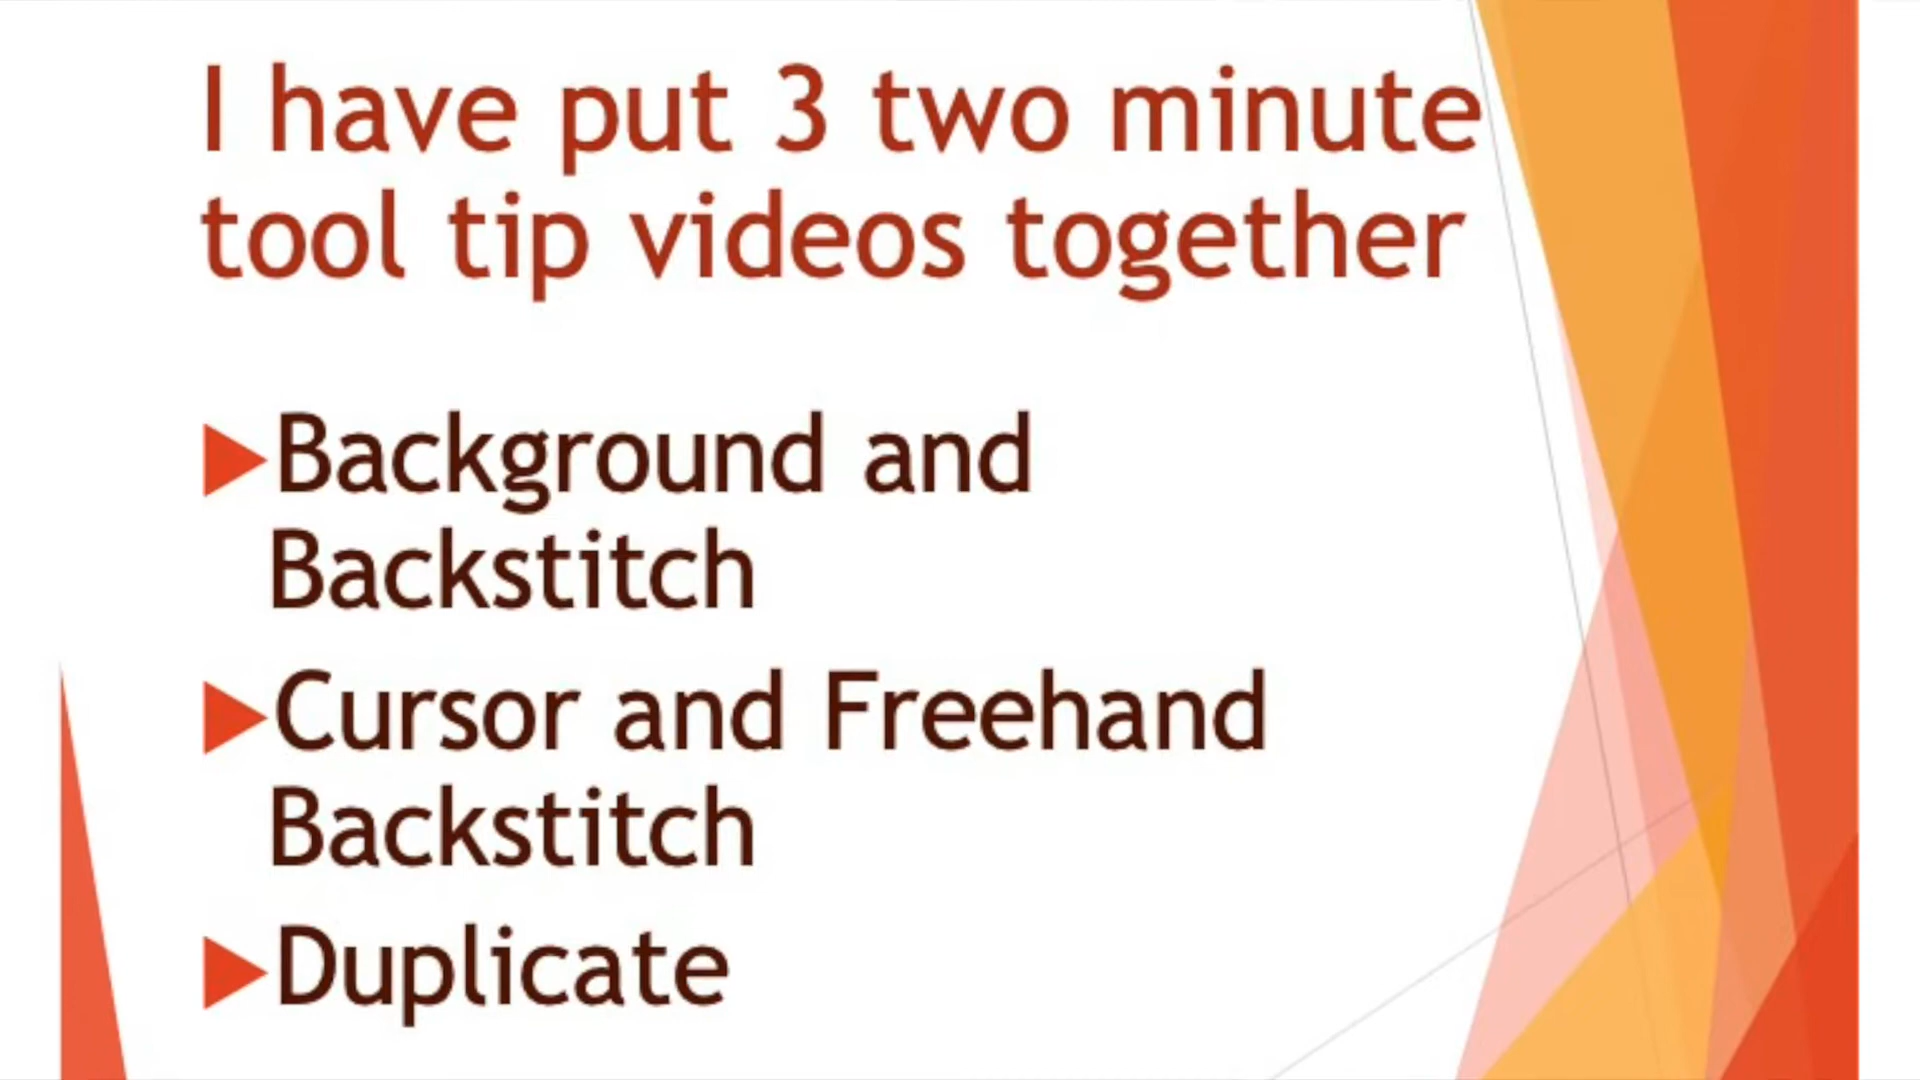 I have put 3 two minute
tool tip videos together
Background and
Backstitch
Cursor and Freehand
Backstitch
Duplicate